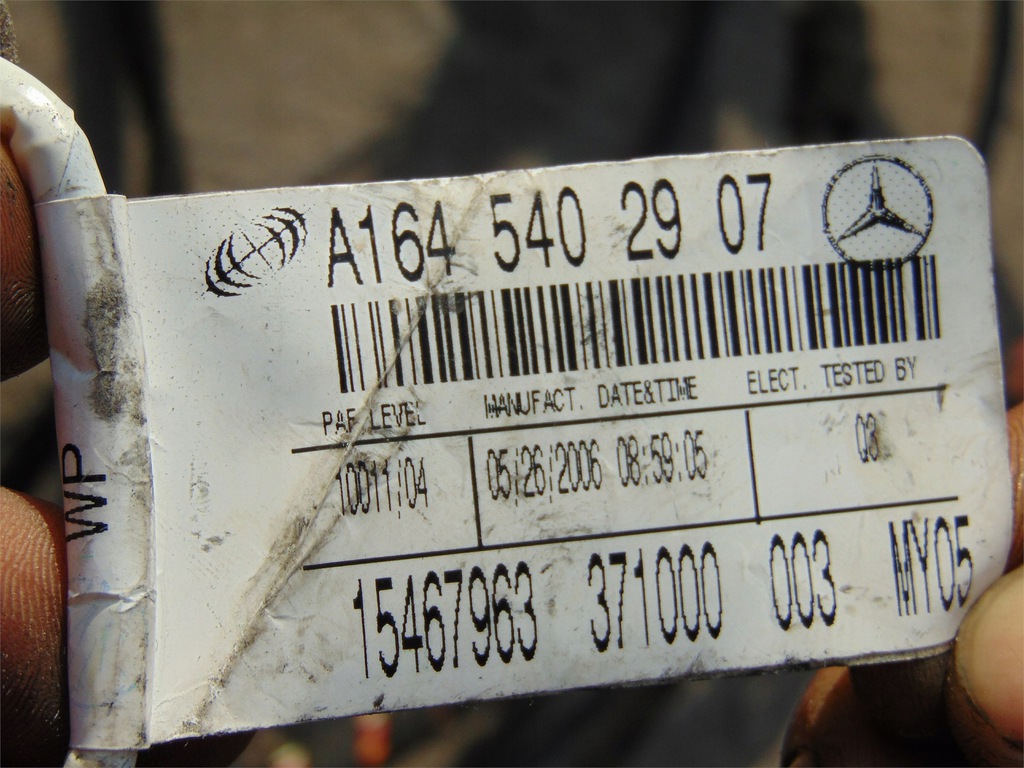 A164 540 29 07
PAF LEVEL MANUFACT. DATE&TIME ELECT. TESTED BY
10011/04 05/26/2006 08:59:05 Q3
15467963 371000 003 MY05
WP